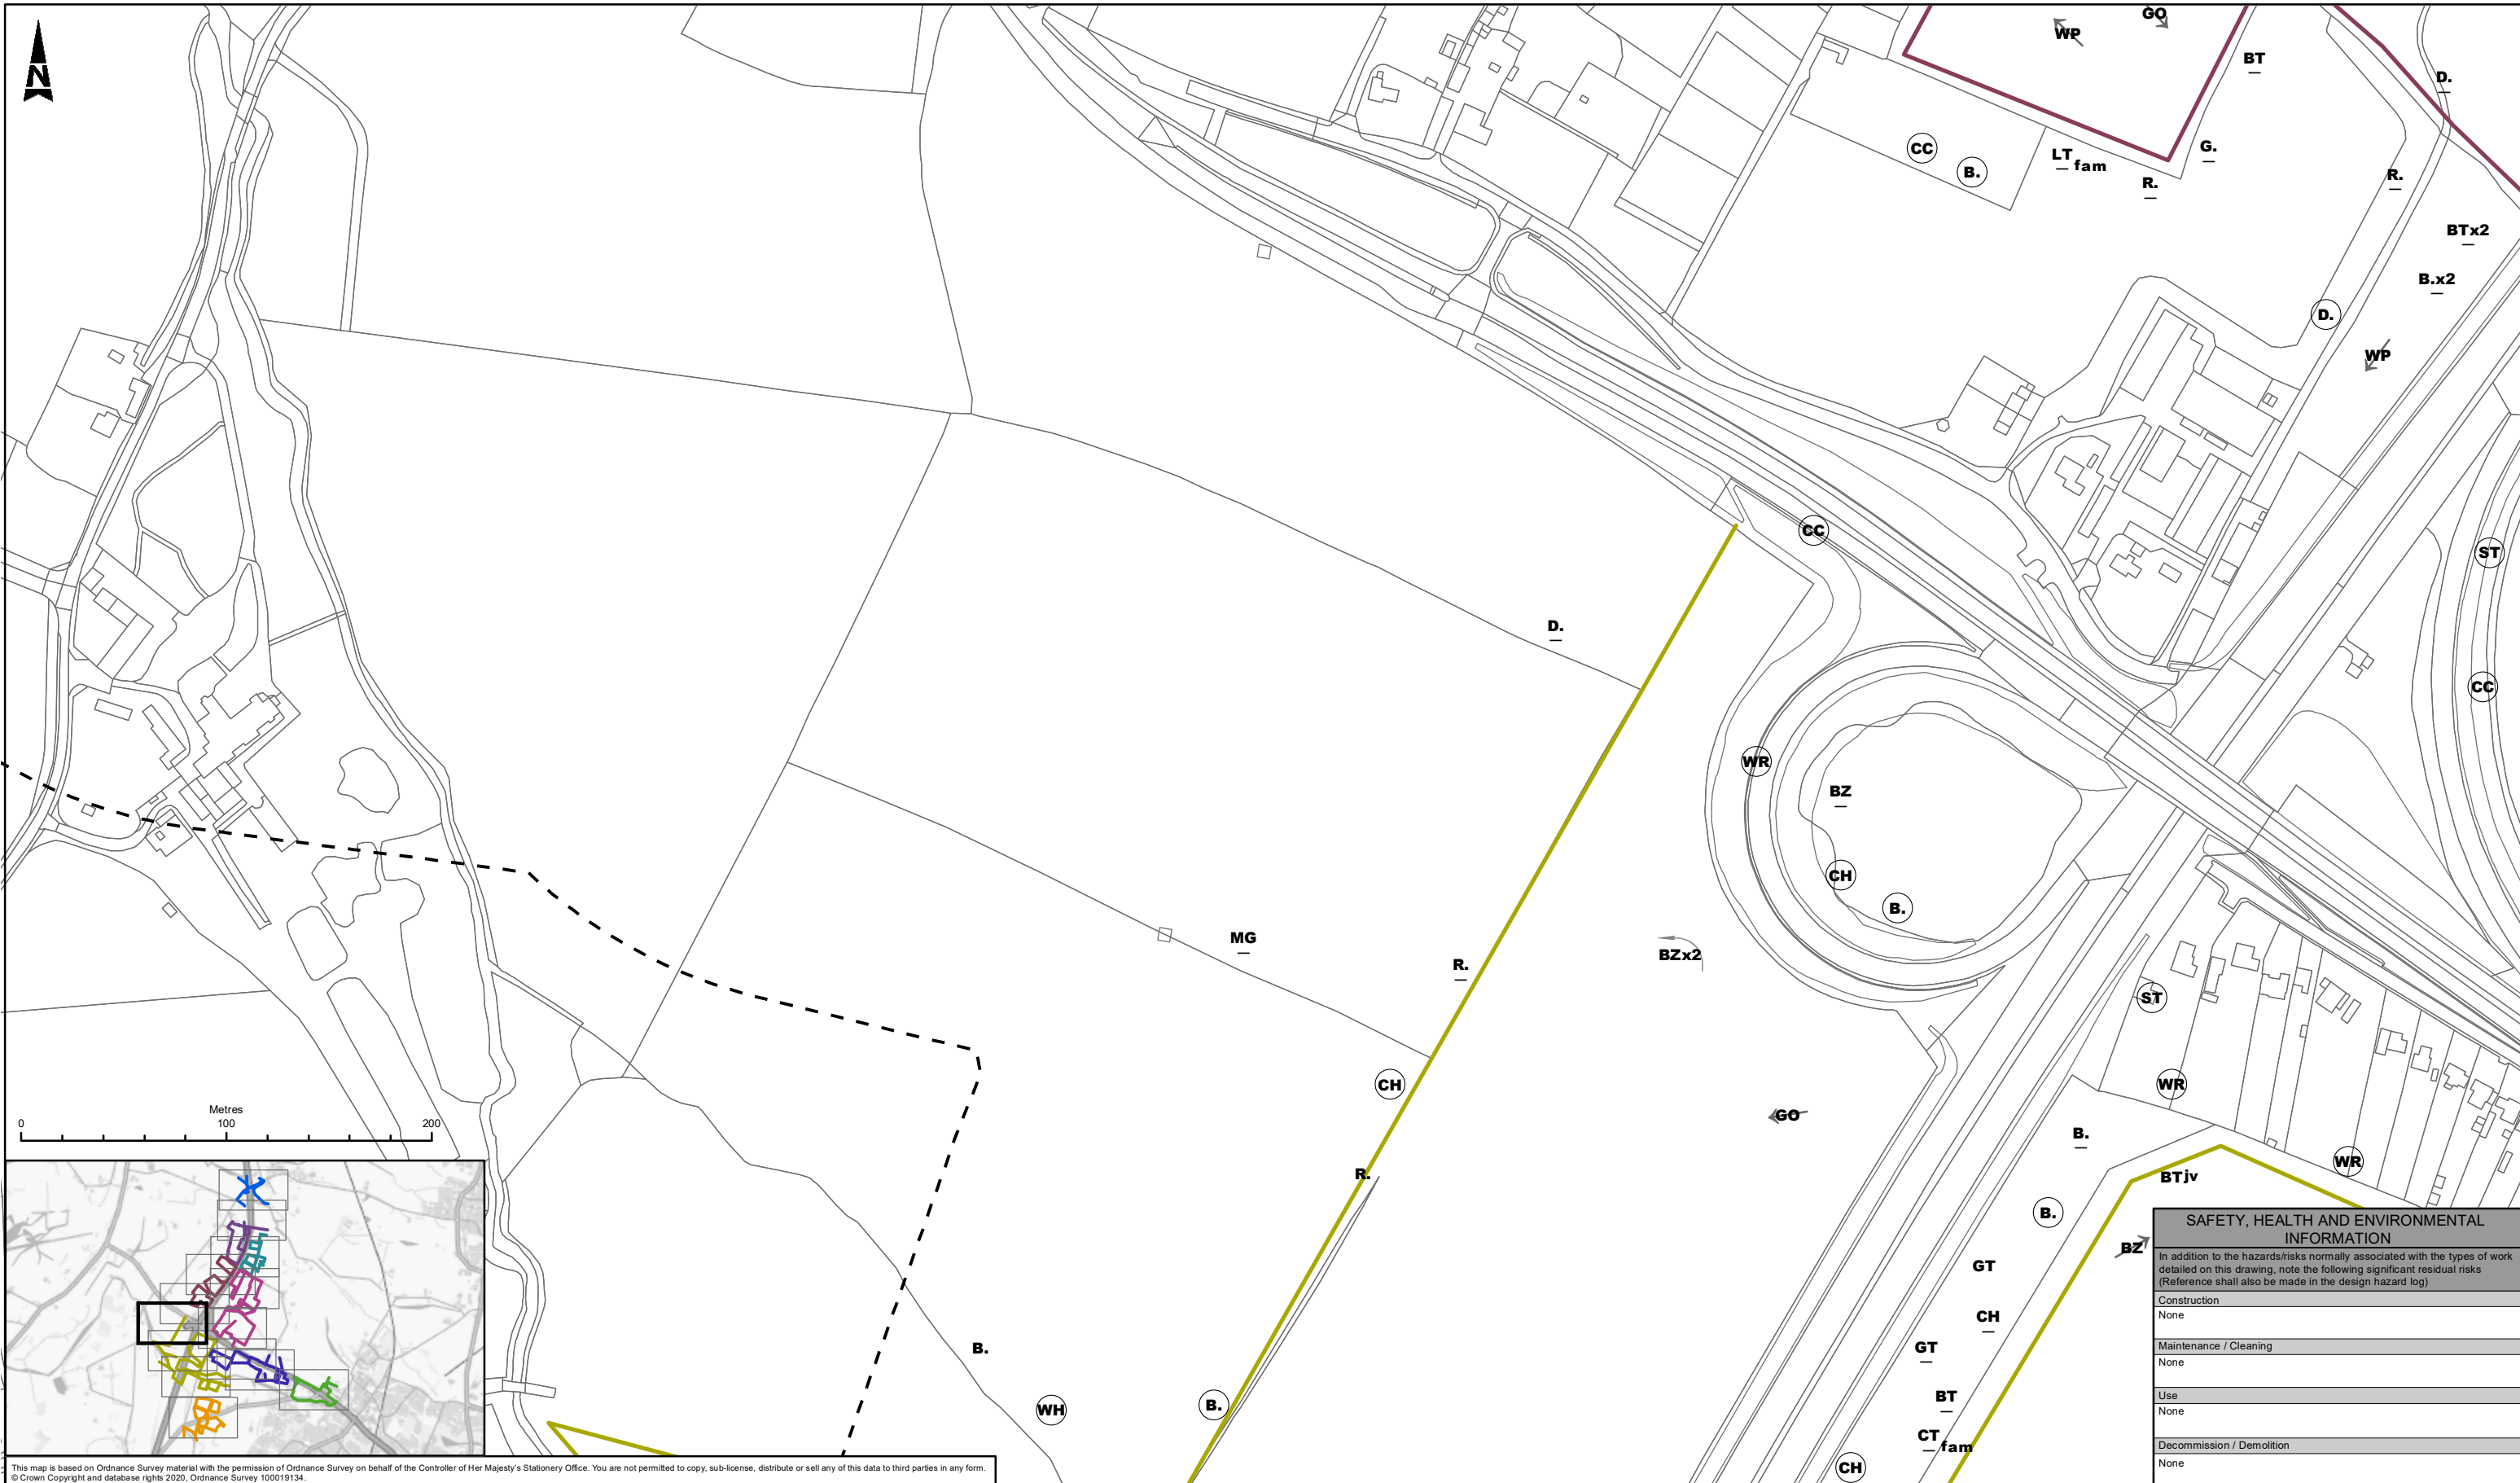 GO
WP
N
BT
D.
CC
G.
LT
fam
B.
R.
R.
BTx2
B.x2
D.
WP
CC
ST
D.
CC
WR
BZ
CH
B.
MG
BZx2
R.
ST
CH
WR
Metres
0 100 200
GO
B.
WR
R.
BTjv
B.
BZ
GT
CH
B.
GT
BT
WH
B.
CT
fam
CH
SAFETY, HEALTH AND ENVIRONMENTAL
INFORMATION
In addition to the hazards/risks normally associated with the types of work
detailed on this drawing, note the following significant residual risks
(Reference shall also be made in the design hazard log)
Construction
None
Maintenance / Cleaning
None
Use
None
Decommission / Demolition
None
This map is based on Ordnance Survey material with the permission of Ordnance Survey on behalf of the Controller of Her Majesty's Stationery Office. You are not permitted to copy, sub-license, distribute or sell any of this data to third parties in any form.
© Crown Copyright and database rights 2020, Ordnance Survey 100019134.